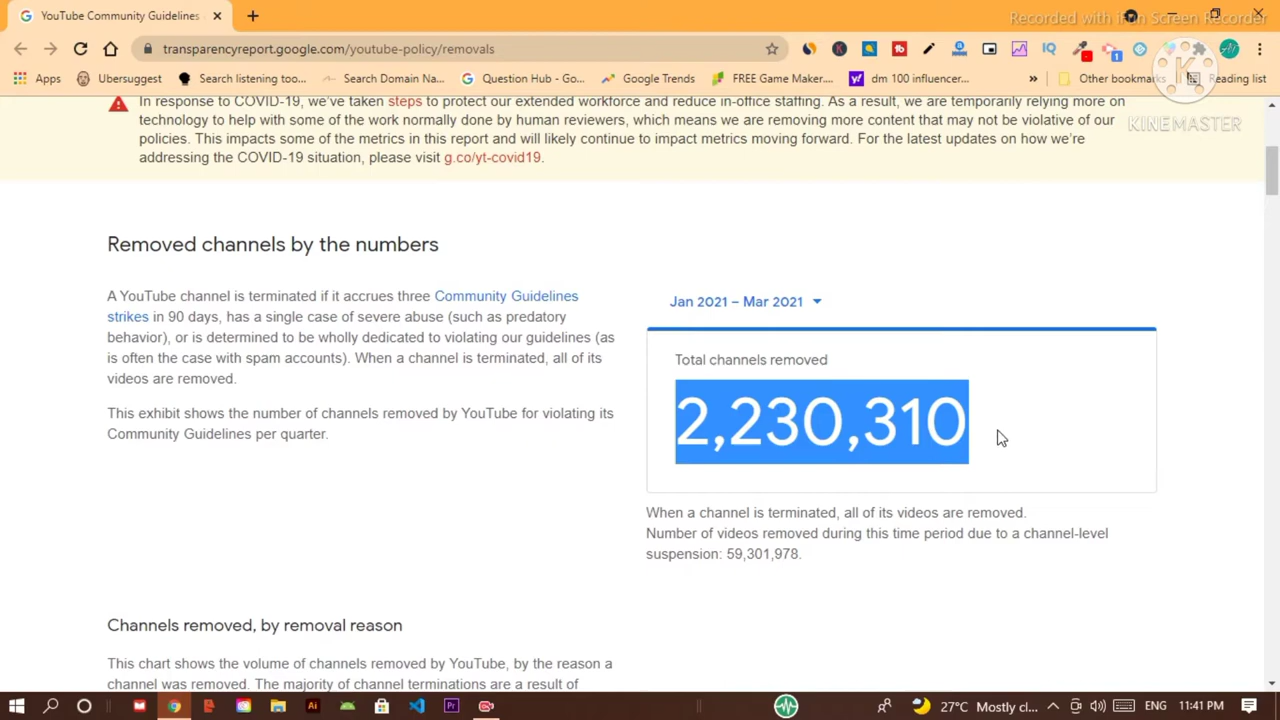 YouTube Community Guidelines
Recorded with iFun Screen Recorder
transparencyreport.google.com/youtube-policy/removals
Apps
Ubersuggest
Search listening too...
Search Domain Na...
Question Hub - Go...
Google Trends
FREE Game Maker...
dm 100 influencer...
»
Other bookmarks
Reading list
KINEMASTER
In response to COVID-19, we've taken steps to protect our extended workforce and reduce in-office staffing. As a result, we are temporarily relying more on
technology to help with some of the work normally done by human reviewers, which means we are removing more content that may not be violative of our
policies. This impacts some of the metrics in this report and will likely continue to impact metrics moving forward. For the latest updates on how we're
addressing the COVID-19 situation, please visit g.co/yt-covid19.
Removed channels by the numbers
A YouTube channel is terminated if it accrues three Community Guidelines
strikes in 90 days, has a single case of severe abuse (such as predatory
behavior), or is determined to be wholly dedicated to violating our guidelines (as
is often the case with spam accounts). When a channel is terminated, all of its
videos are removed.
This exhibit shows the number of channels removed by YouTube for violating its
Community Guidelines per quarter.
Jan 2021 – Mar 2021
Total channels removed
2,230,310
When a channel is terminated, all of its videos are removed.
Number of videos removed during this time period due to a channel-level
suspension: 59,301,978.
Channels removed, by removal reason
This chart shows the volume of channels removed by YouTube, by the reason a
channel was removed. The majority of channel terminations are a result of
27°C Mostly cl...
ENG
11:41 PM